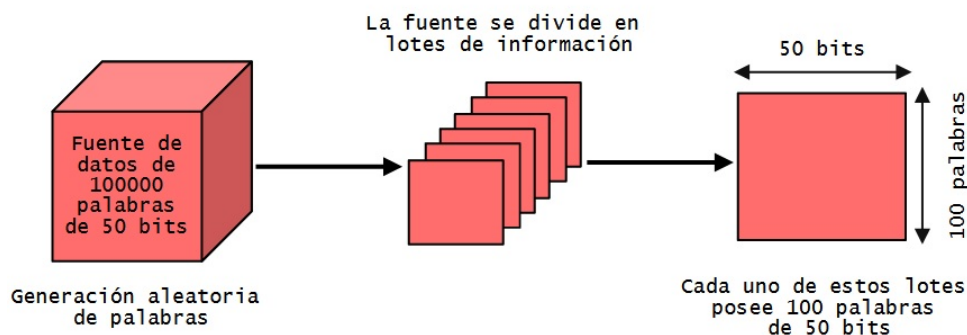 La fuente se divide en
lotes de información
50 bits
Fuente de
datos de
100000
palabras
de 50 bits
100 palabras
Generación aleatoria
de palabras
Cada uno de estos lotes
posee 100 palabras
de 50 bits